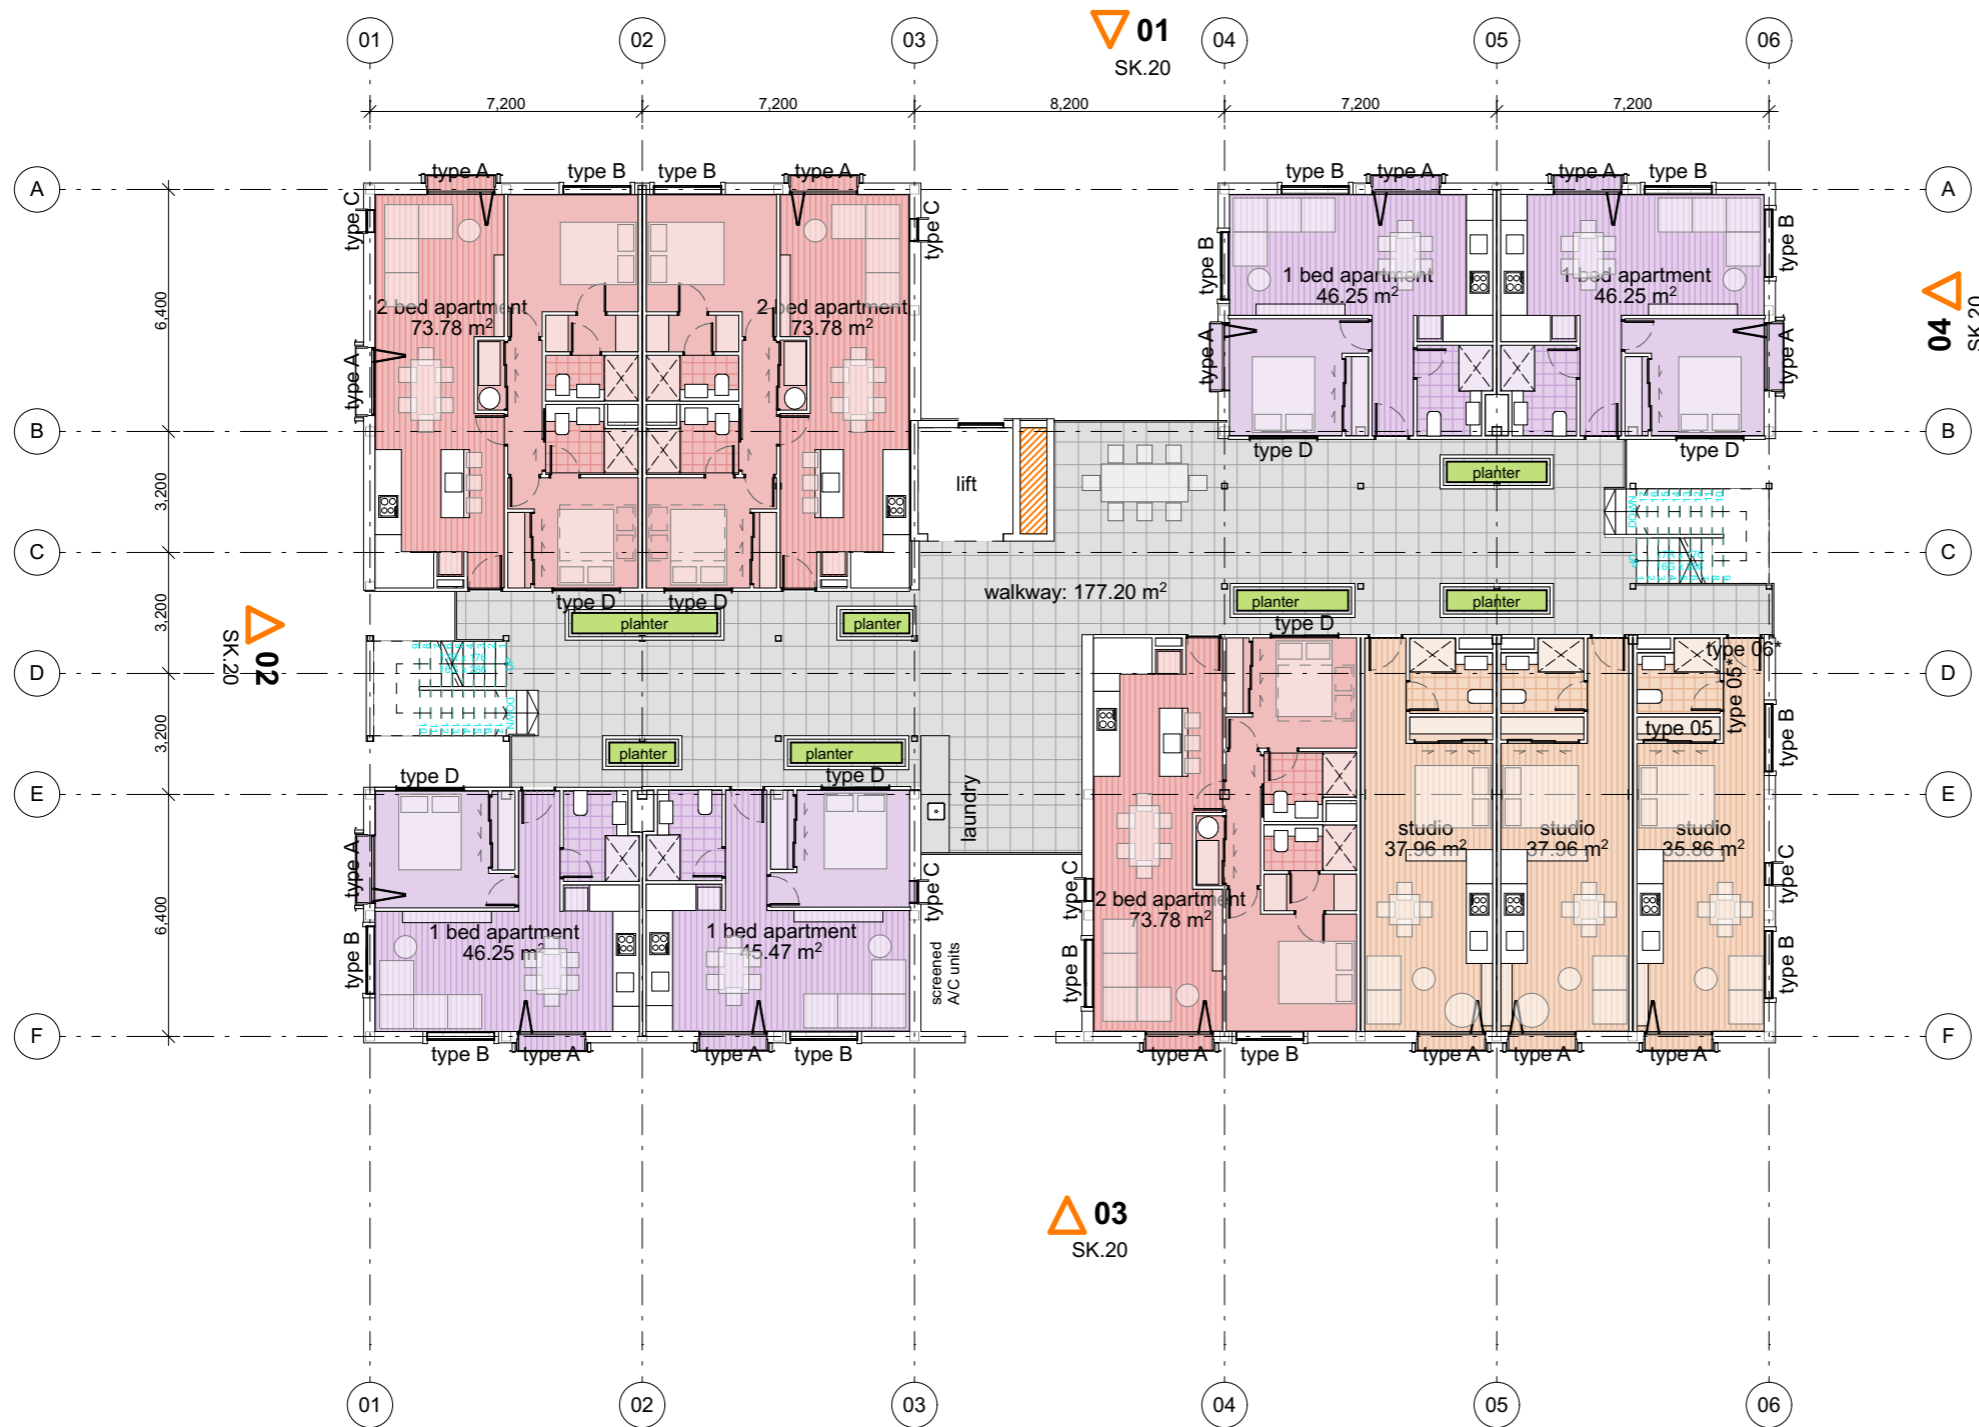 01
02
03
01
SK.20
04
05
06
7,200
7,200
8,200
7,200
7,200
type A
type B
type B
type A
type B
type A
type A
type B
A
A
type C
type C
type B
type B
2 bed apartment
73.78 m²
2 bed apartment
73.78 m²
1 bed apartment
46.25 m²
1 bed apartment
46.25 m²
6,400
04
SK.20
type A
type A
type A
B
B
type D
type D
planter
lift
3,200
DOWN
UP
C
C
type D
type D
walkway: 177.20 m²
planter
planter
planter
planter
3,200
02
SK.20
type D
type 06*
type 05*
D
D
UP
DOWN
type 05
type B
3,200
planter
planter
type D
type D
E
E
laundry
studio
37.96 m²
studio
37.96 m²
studio
35.86 m²
type A
type C
type C
type C
2 bed apartment
73.78 m²
1 bed apartment
46.25 m²
1 bed apartment
45.47 m²
6,400
type B
screened
A/C units
type B
type B
F
F
type B
type A
type A
type B
type A
type B
type A
type A
type A
03
SK.20
01
02
03
04
05
06